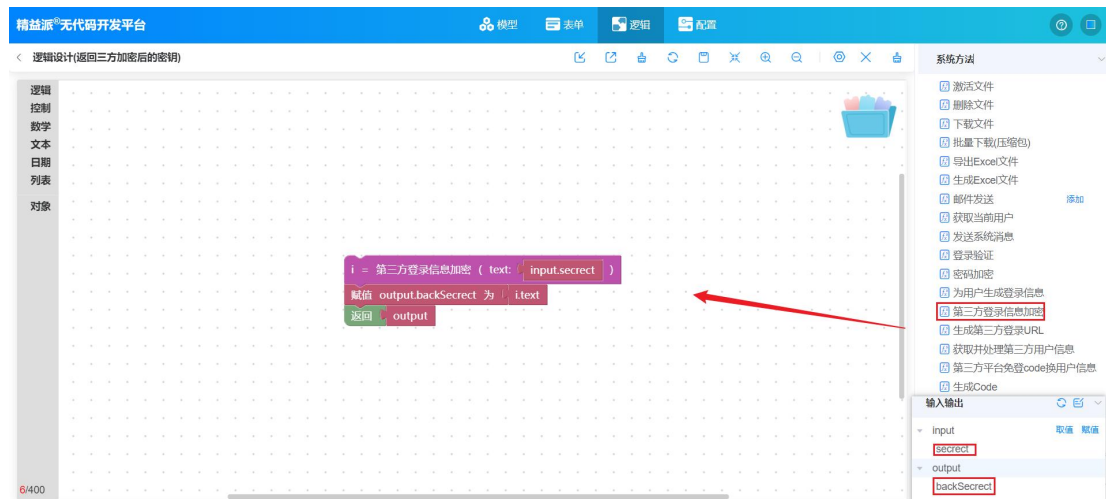 精益派®无代码开发平台
模型 表单 逻辑 配置
逻辑设计(返回三方加密后的密钥)
系统方法
逻辑
控制
数学
文本
日期
列表
对象
i = 第三方登录信息加密 ( text: input.secrect )
赋值 output.backSecrect 为 i.text
返回 output
6/400
激活文件
删除文件
下载文件
批量下载(压缩包)
导出Excel文件
生成Excel文件
邮件发送 添加
获取当前用户
发送系统消息
登录验证
密码加密
为用户生成登录信息
第三方登录信息加密
生成第三方登录URL
获取并处理第三方用户信息
第三方平台免登code换用户信息
生成Code
输入输出
input 取值 赋值
secrect
output
backSecrect